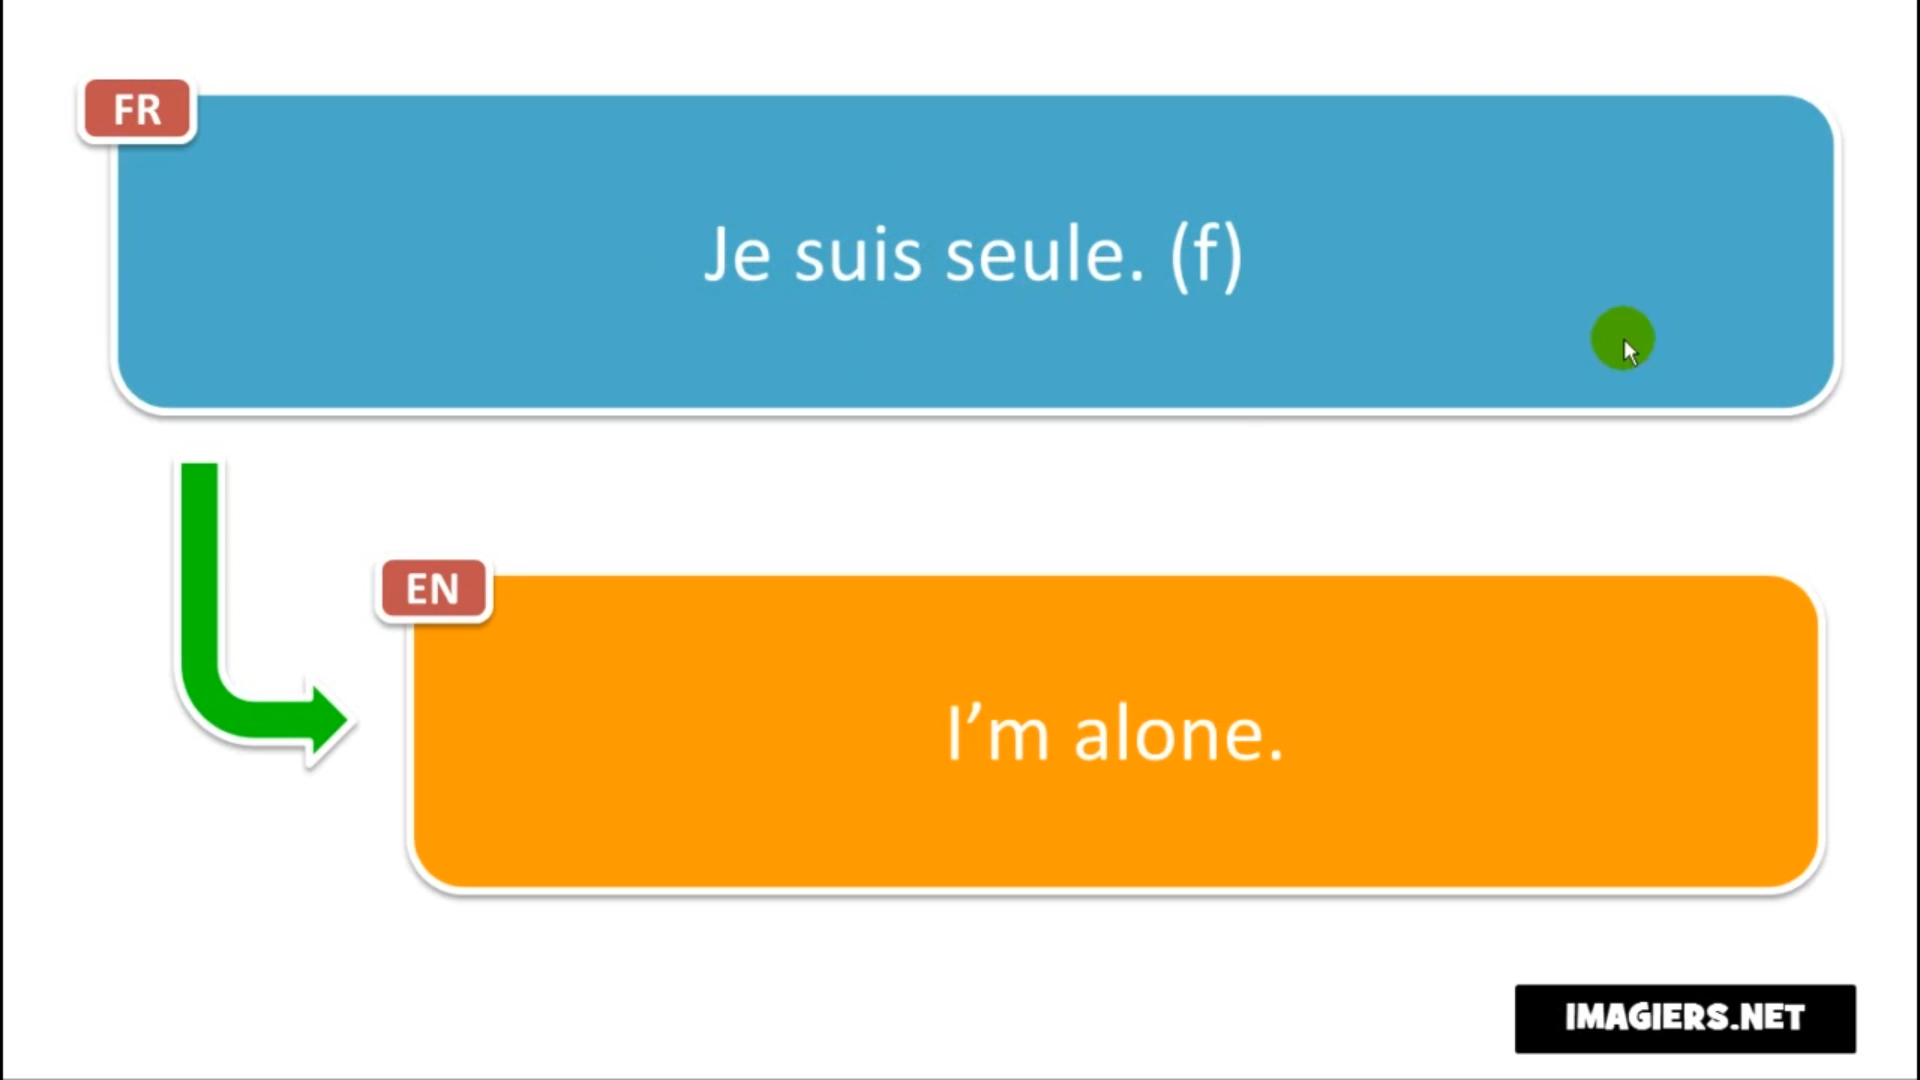 FR
Je suis seule. (f)
EN
I’m alone.
IMAGIERS.NET